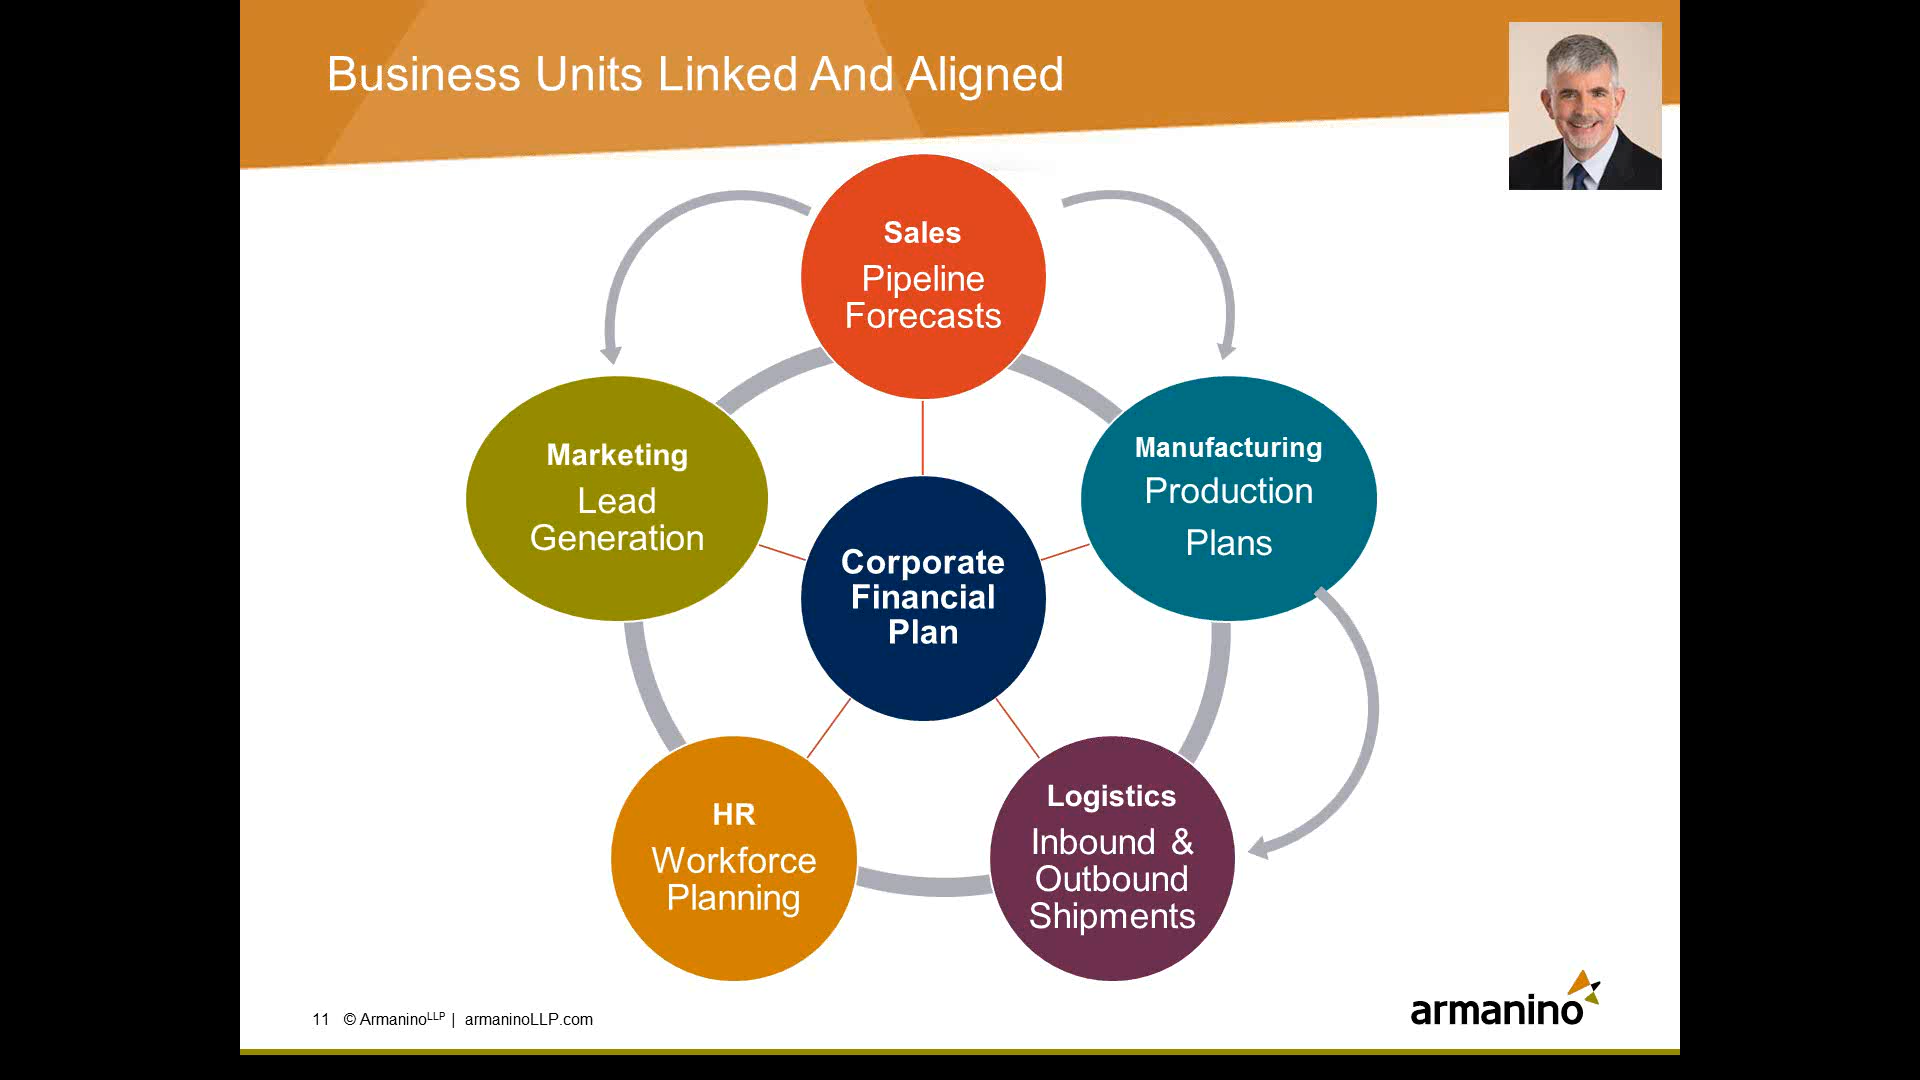 Business Units Linked And Aligned
Sales
Pipeline
Forecasts
Marketing
Lead
Generation
Manufacturing
Production
Plans
Corporate
Financial
Plan
HR
Workforce
Planning
Logistics
Inbound &
Outbound
Shipments
11 © ArmaninoLLP | armaninoLLP.com
armanino